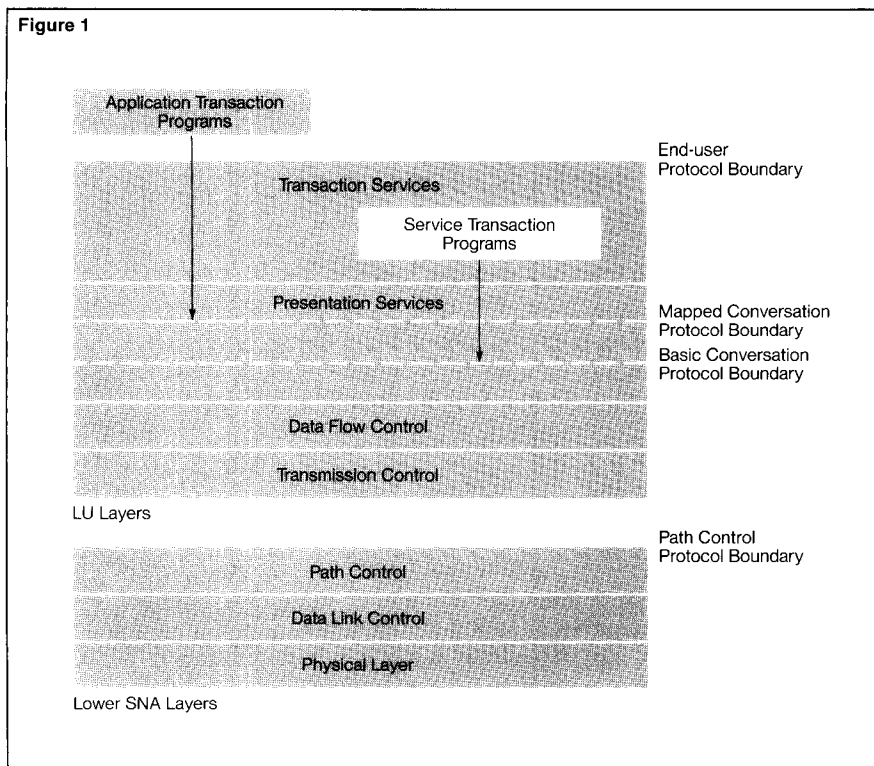 Figure 1
Application Transaction
Programs
End-user
Protocol Boundary
Transaction Services
Service Transaction
Programs
Presentation Services
Mapped Conversation
Protocol Boundary
Basic Conversation
Protocol Boundary
Data Flow Control
Transmission Control
LU Layers
Path Control
Protocol Boundary
Path Control
Data Link Control
Physical Layer
Lower SNA Layers